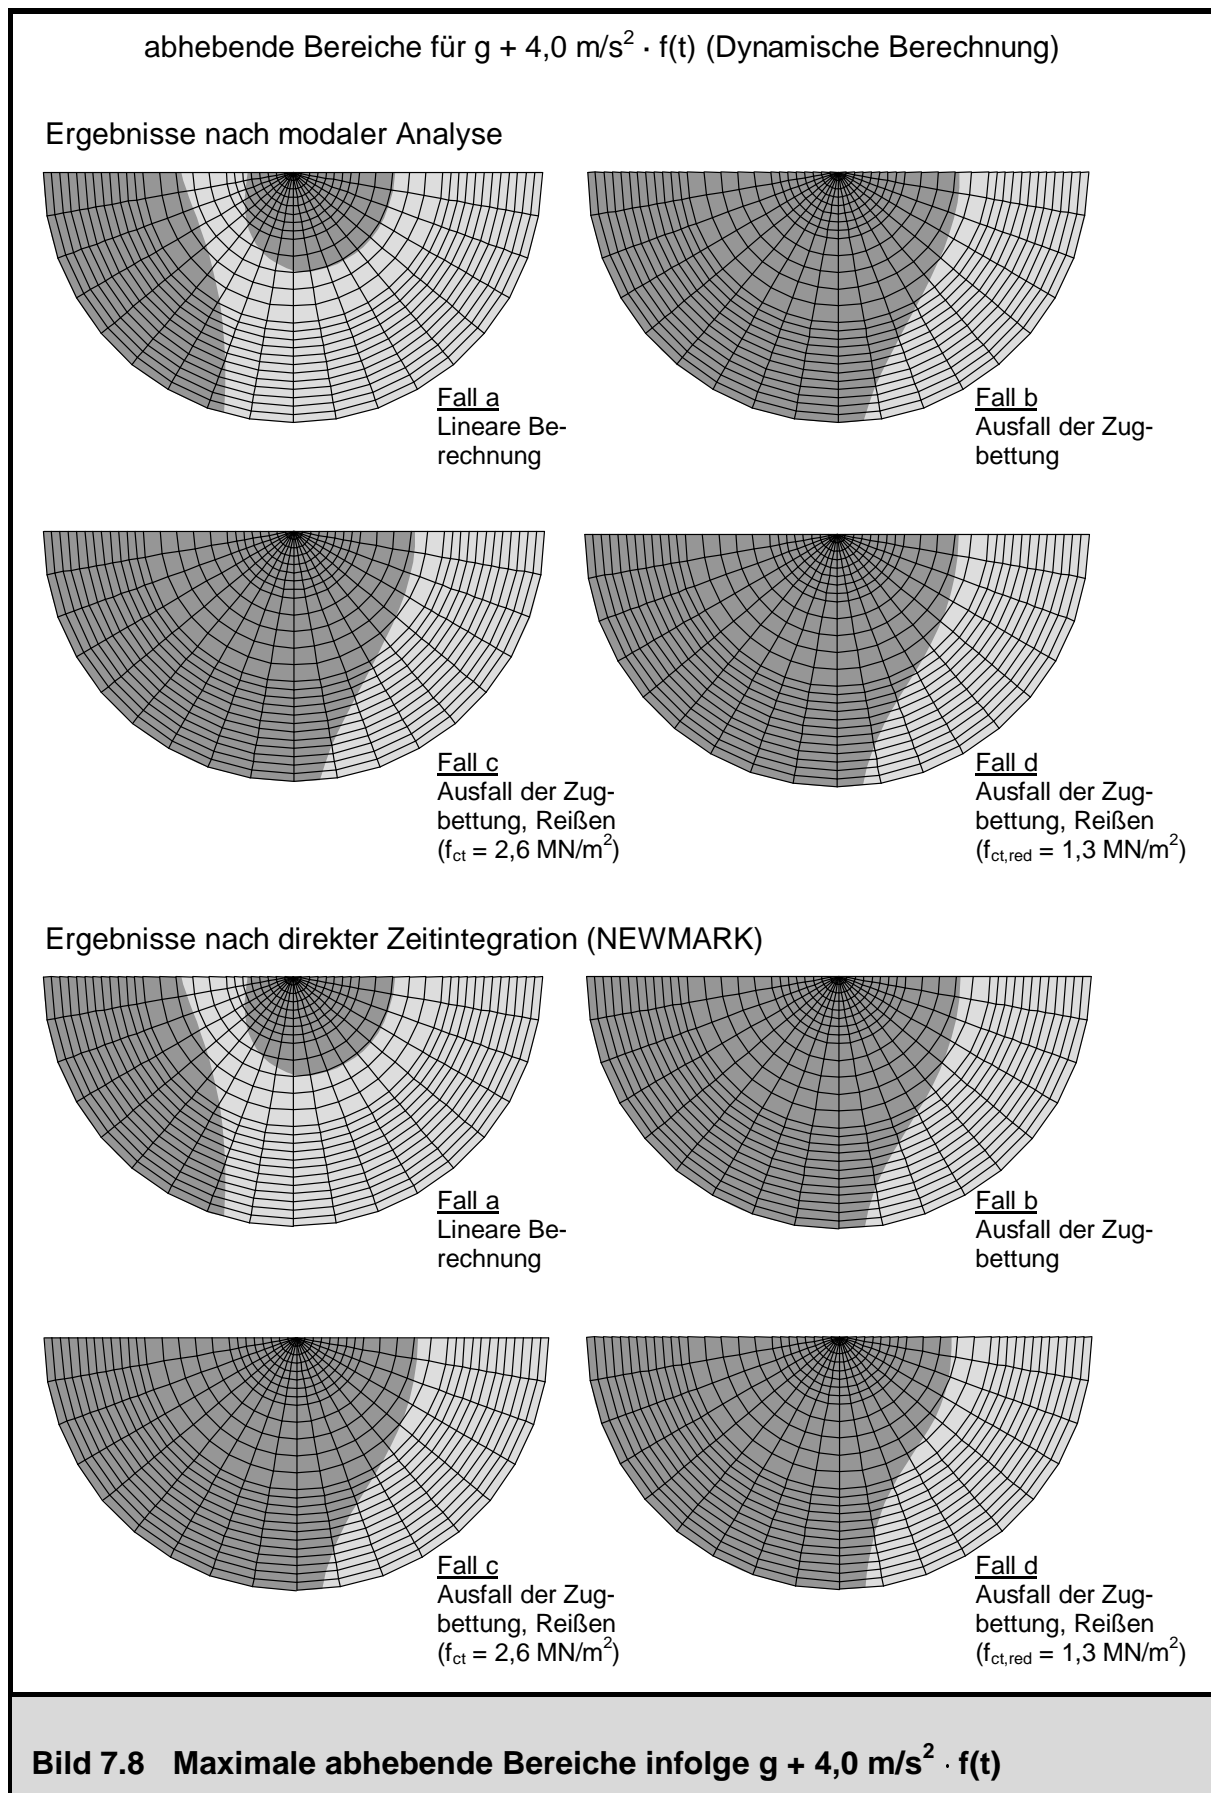 abhebende Bereiche für g + 4,0 m/s² · f(t) (Dynamische Berechnung)
Ergebnisse nach modaler Analyse
Fall a
Lineare Be-
rechnung
Fall b
Ausfall der Zug-
bettung
Fall c
Ausfall der Zug-
bettung, Reißen
(fct = 2,6 MN/m²)
Fall d
Ausfall der Zug-
bettung, Reißen
(fct,red = 1,3 MN/m²)
Ergebnisse nach direkter Zeitintegration (NEWMARK)
Fall a
Lineare Be-
rechnung
Fall b
Ausfall der Zug-
bettung
Fall c
Ausfall der Zug-
bettung, Reißen
(fct = 2,6 MN/m²)
Fall d
Ausfall der Zug-
bettung, Reißen
(fct,red = 1,3 MN/m²)
Bild 7.8 Maximale abhebende Bereiche infolge g + 4,0 m/s² · f(t)